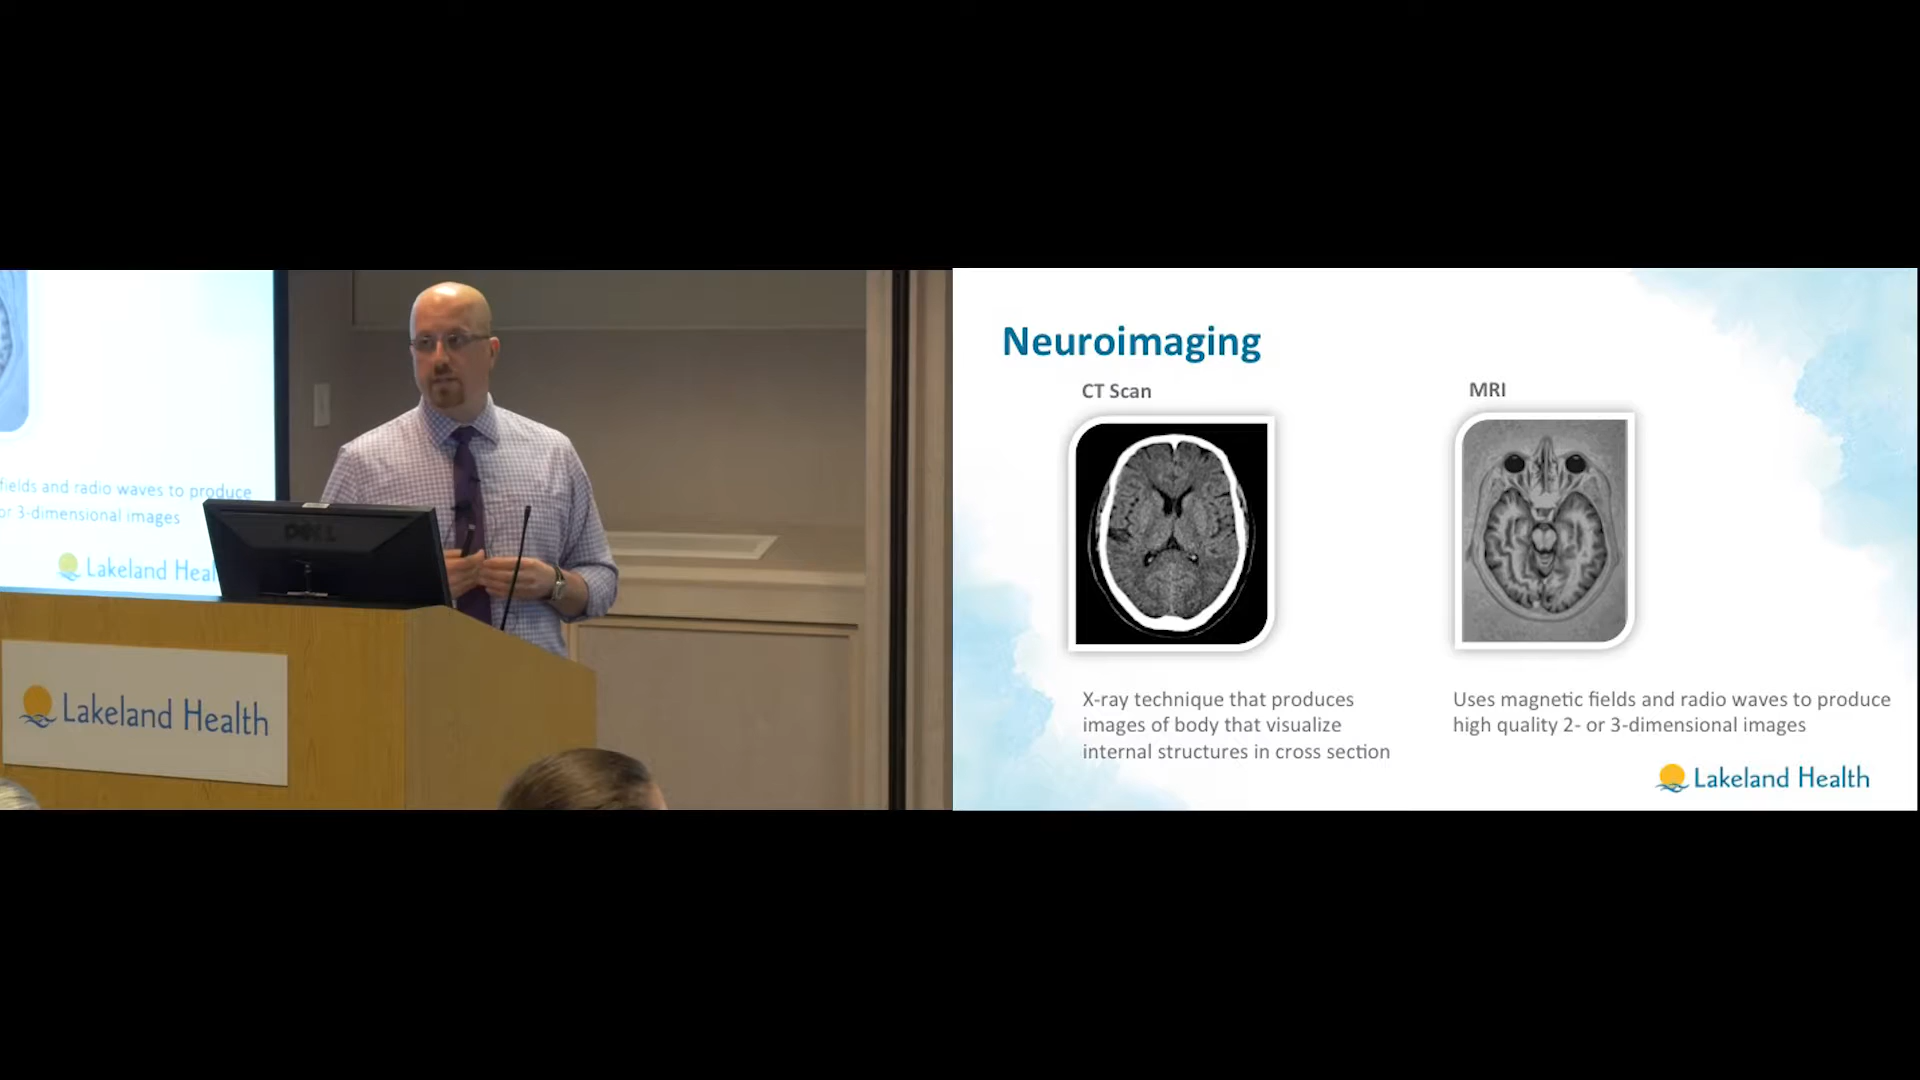 fields and radio waves to produce
or 3-dimensional images
Lakeland Heal
DELL
Lakeland Health
Neuroimaging
CT Scan
MRI
X-ray technique that produces
images of body that visualize
internal structures in cross section
Uses magnetic fields and radio waves to produce
high quality 2- or 3-dimensional images
Lakeland Health